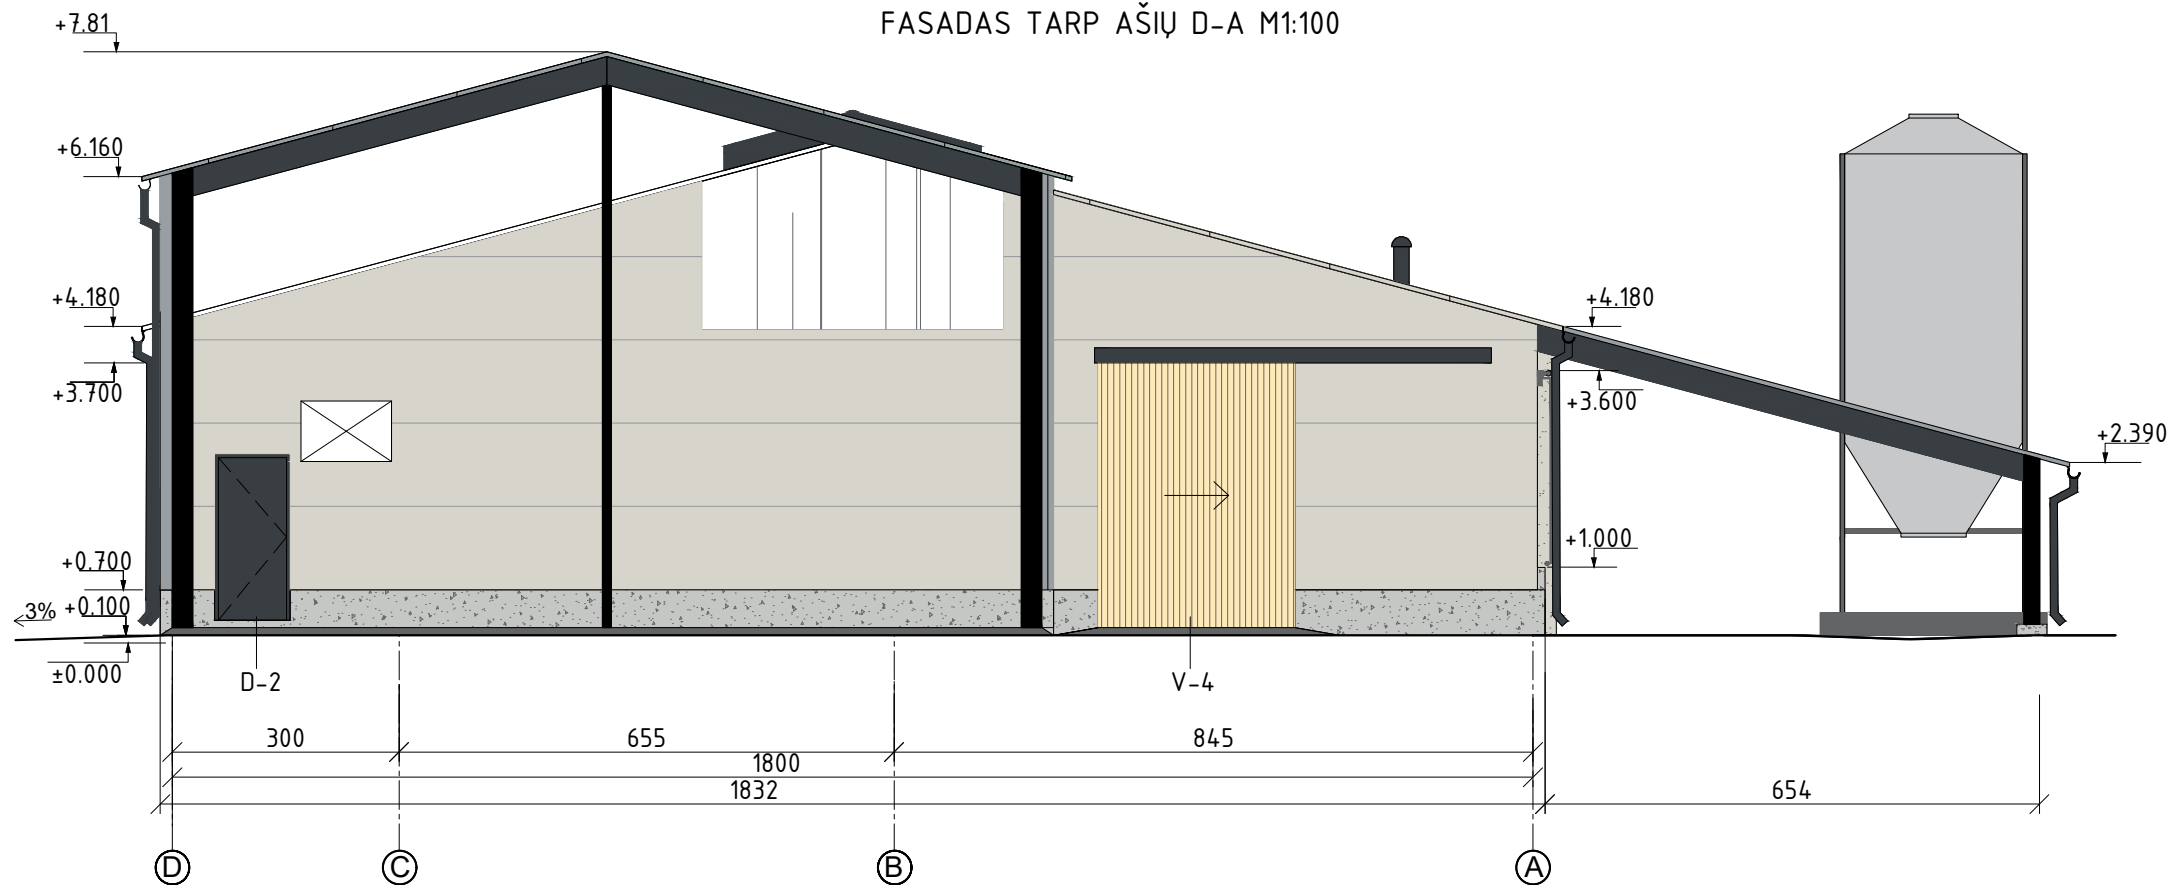 FASADAS TARP AŠIŲ D-A M1:100
+7.81
+6.160
+4.180
+4.180
+3.700
+3.600
+2.390
+1.000
+0.700
3% +0.100
±0.000
D-2
V-4
300
655
845
1800
1832
654
D
C
B
A